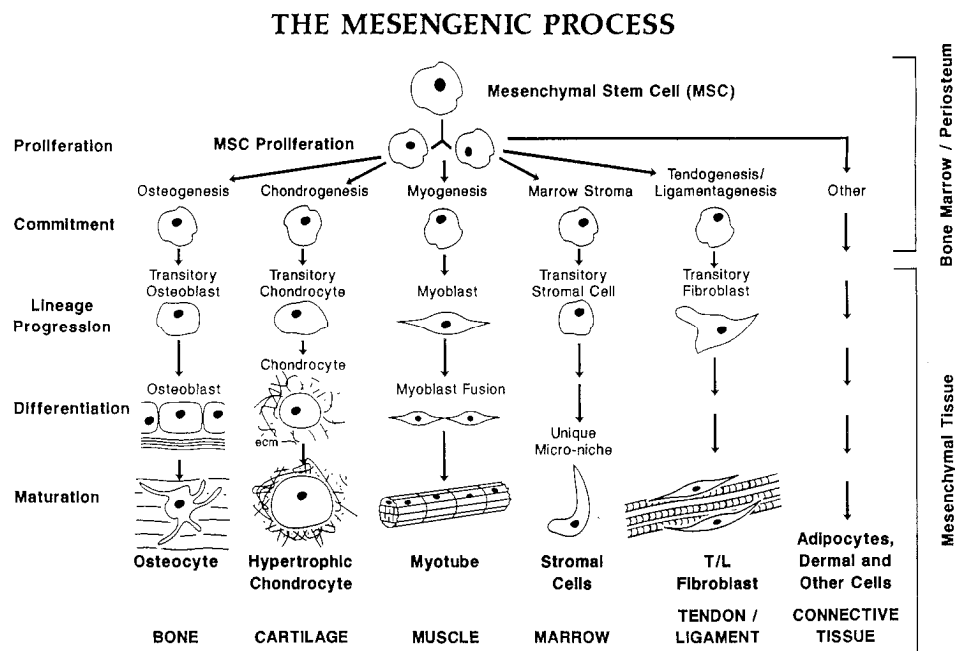 THE MESENGENIC PROCESS
Mesenchymal Stem Cell (MSC)
Proliferation
MSC Proliferation
Osteogenesis
Chondrogenesis
Myogenesis
Marrow Stroma
Tendogenesis/
Ligamentagenesis
Other
Commitment
Transitory
Osteoblast
Transitory
Chondrocyte
Myoblast
Transitory
Stromal Cell
Transitory
Fibroblast
Lineage
Progression
Chondrocyte
Osteoblast
Myoblast Fusion
Differentiation
ecm
Unique
Micro-niche
Maturation
Osteocyte
Hypertrophic
Chondrocyte
Myotube
Stromal
Cells
T/L
Fibroblast
Adipocytes,
Dermal and
Other Cells
BONE
CARTILAGE
MUSCLE
MARROW
TENDON /
LIGAMENT
CONNECTIVE
TISSUE
Bone Marrow / Periosteum
Mesenchymal Tissue